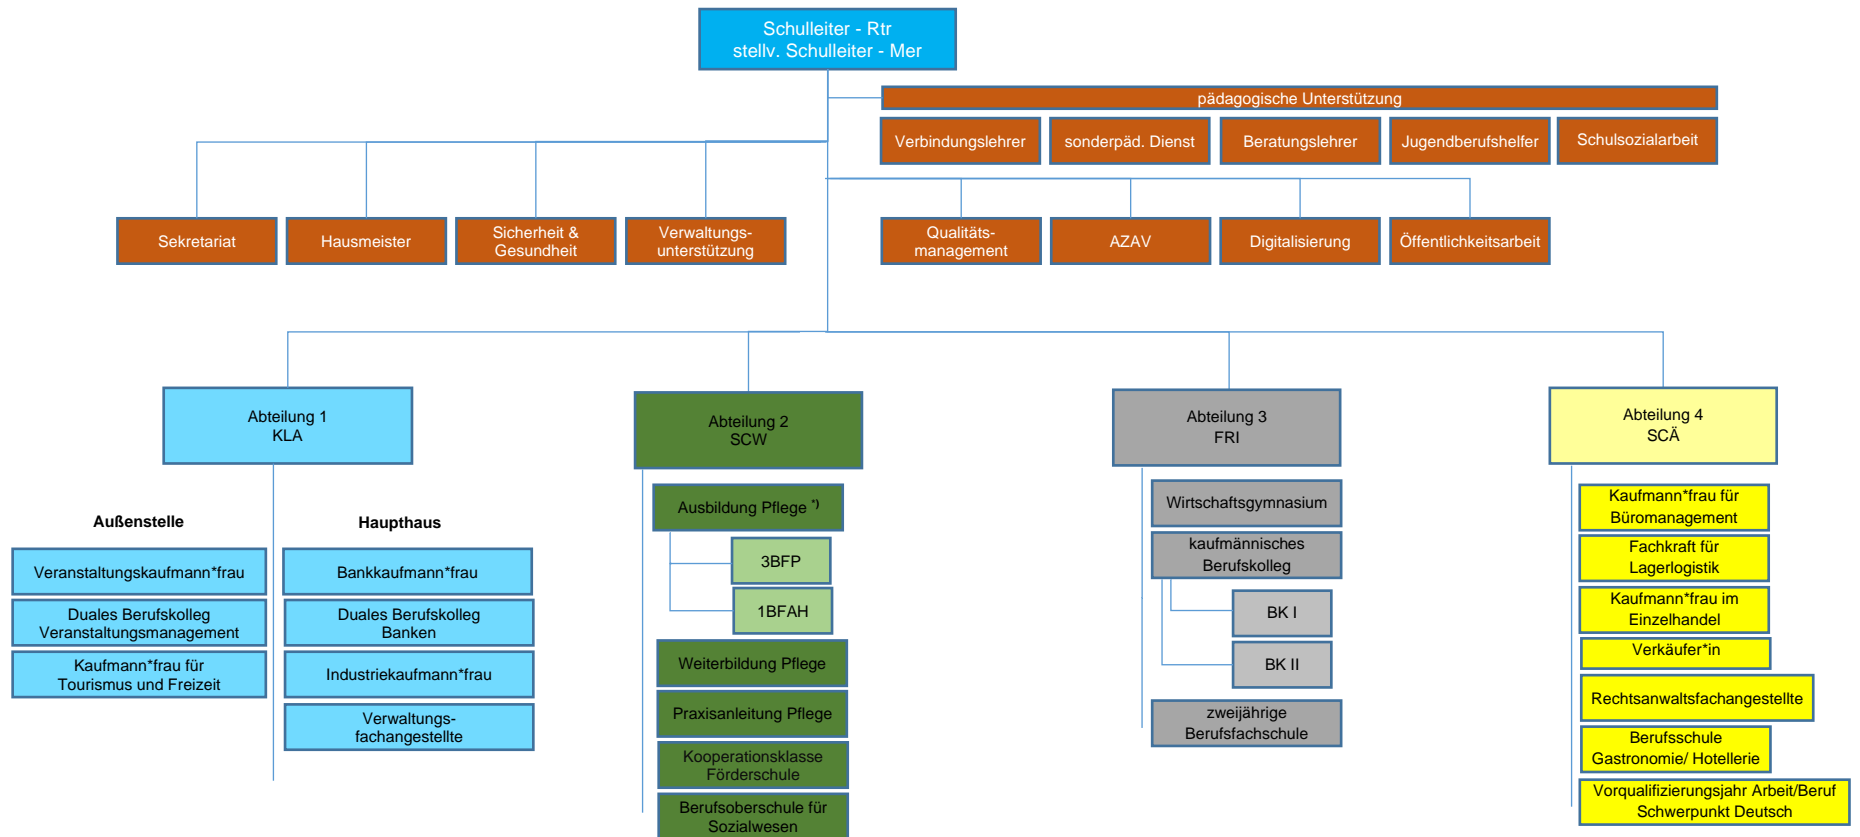 Schulleiter - Rtr
stellv. Schulleiter - Mer
pädagogische Unterstützung
Verbindungslehrer
sonderpäd. Dienst
Beratungslehrer
Jugendberufshelfer
Schulsozialarbeit
Sekretariat
Hausmeister
Sicherheit &
Gesundheit
Verwaltungs-
unterstützung
Qualitäts-
management
AZAV
Digitalisierung
Öffentlichkeitsarbeit
Abteilung 1
KLA
Außenstelle
Veranstaltungskaufmann*frau
Duales Berufskolleg
Veranstaltungsmanagement
Kaufmann*frau für
Tourismus und Freizeit
Haupthaus
Bankkaufmann*frau
Duales Berufskolleg
Banken
Industriekaufmann*frau
Verwaltungs-
fachangestellte
Abteilung 2
SCW
Ausbildung Pflege *)
3BFP
1BFAH
Weiterbildung Pflege
Praxisanleitung Pflege
Kooperationsklasse
Förderschule
Berufsoberschule für
Sozialwesen
Abteilung 3
FRI
Wirtschaftsgymnasium
kaufmännisches
Berufskolleg
BK I
BK II
zweijährige
Berufsfachschule
Abteilung 4
SCÄ
Kaufmann*frau für
Büromanagement
Fachkraft für
Lagerlogistik
Kaufmann*frau im
Einzelhandel
Verkäufer*in
Rechtsanwaltsfachangestellte
Berufsschule
Gastronomie/ Hotellerie
Vorqualifizierungsjahr Arbeit/Beruf
Schwerpunkt Deutsch